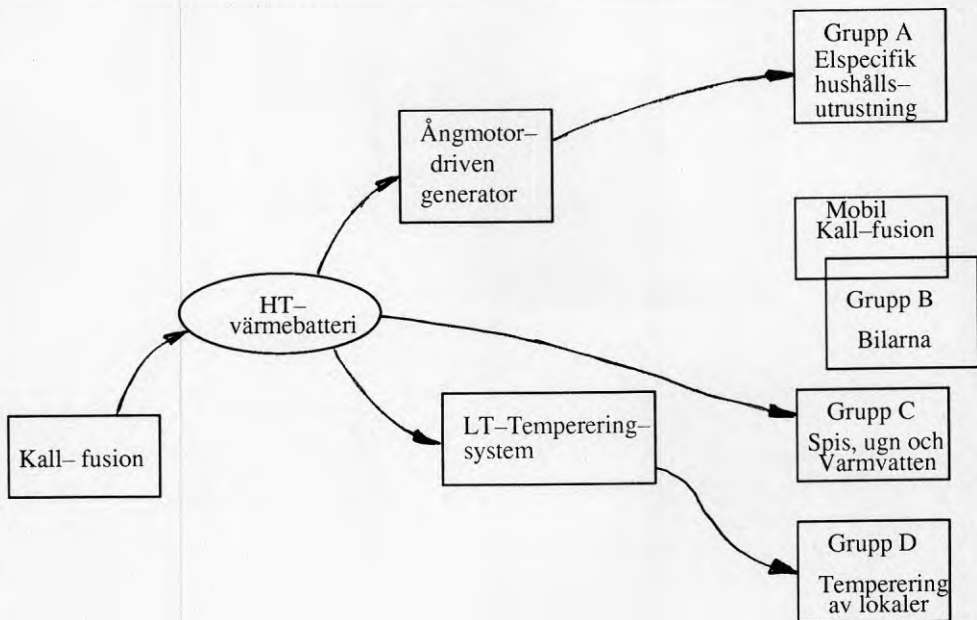 Grupp A
Elspecifik
hushålls–
utrustning
Ångmotor–
driven
generator
Mobil
Kall–fusion
HT–
värmebatteri
Grupp B
Bilarna
Kall– fusion
LT–Temperering–
system
Grupp C
Spis, ugn och
Varmvatten
Grupp D
Temperering
av lokaler